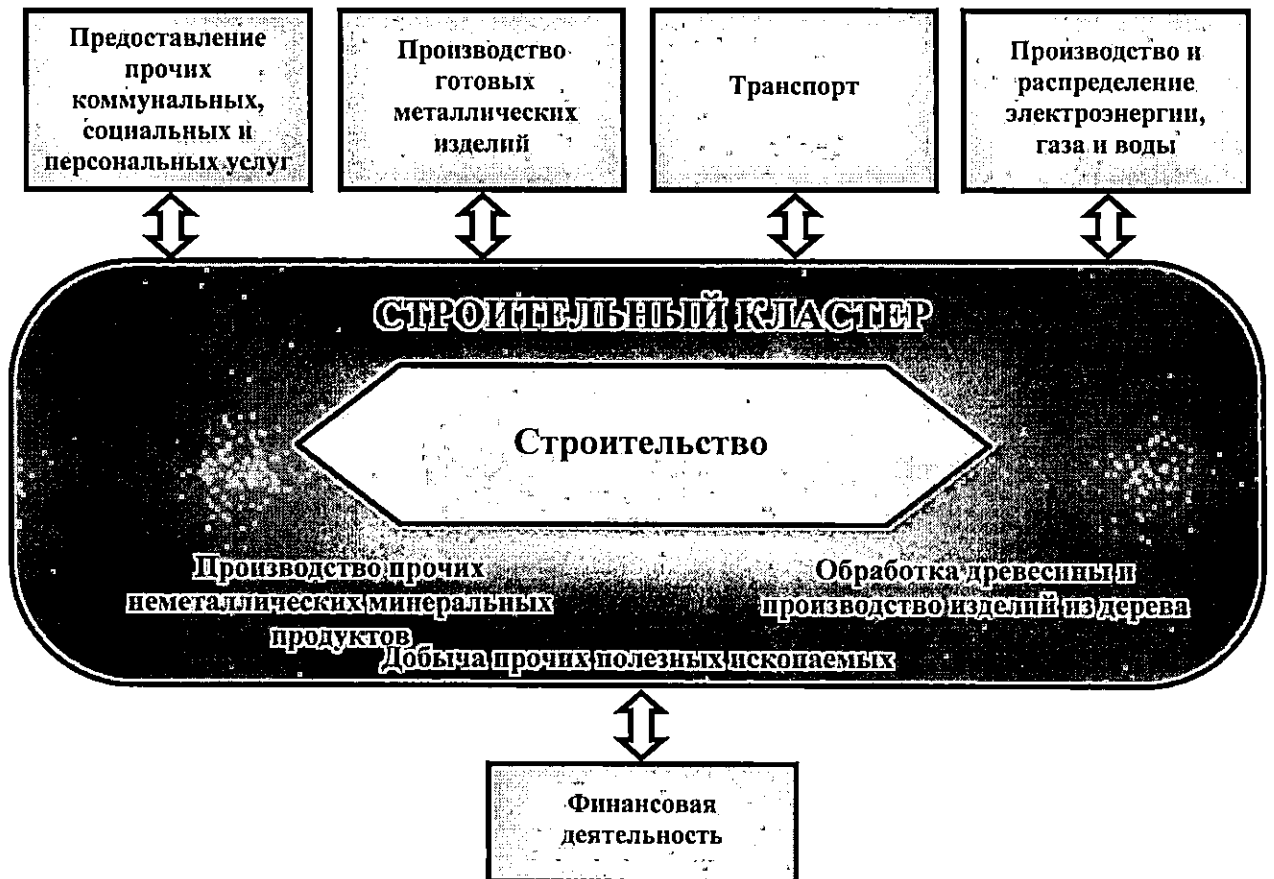 Предоставление
прочих
коммунальных,
социальных и
персональных услуг
Производство
готовых
металлических
изделий
Транспорт
Производство и
распределение
электроэнергии,
газа и воды
СТРОИТЕЛЬНЫЙ КЛАСТЕР
Строительство
Производство прочих
неметаллических минеральных
продуктов
Обработка древесины и
производство изделий из дерева
Добыча прочих полезных ископаемых
Финансовая
деятельность